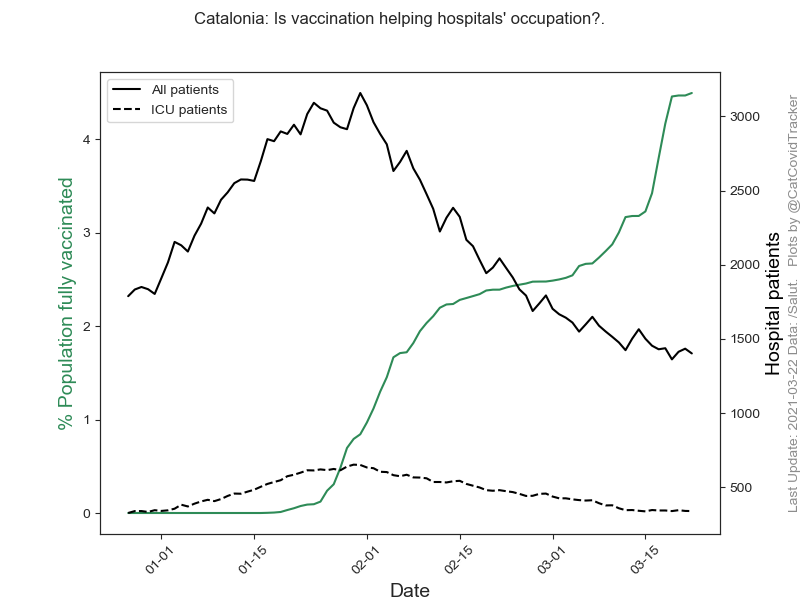 Catalonia: Is vaccination helping hospitals' occupation?.
All patients
ICU patients
% Population fully vaccinated
4
3
2
1
0
3000
2500
2000
1500
1000
500
Hospital patients
Last Update: 2021-03-22 Data: /Salut. Plots by @CatCovidTracker
01-01
01-15
02-01
02-15
03-01
03-15
Date